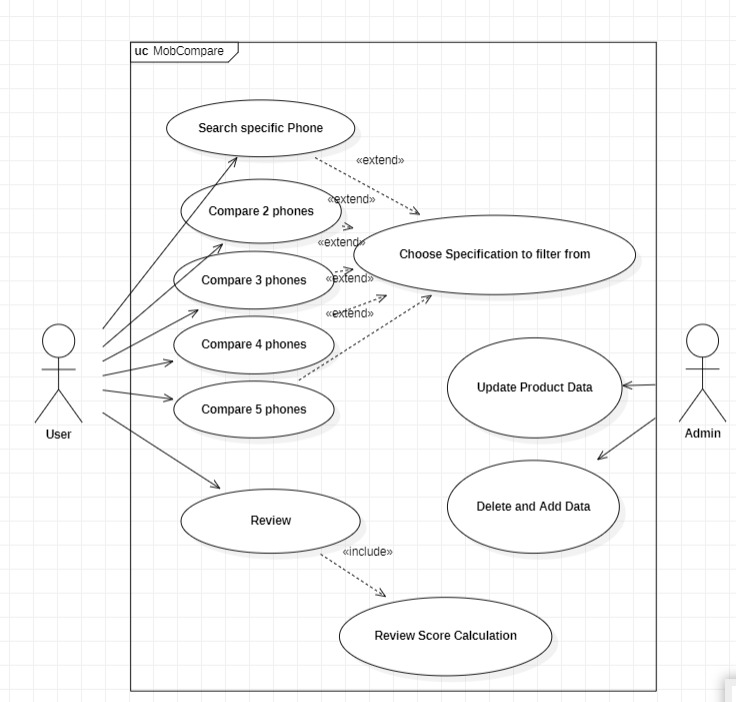 uc MobCompare
Search specific Phone
«extend»
«extend»
Compare 2 phones
«extend»
Choose Specification to filter from
Compare 3 phones
«extend»
«extend»
Compare 4 phones
Update Product Data
Compare 5 phones
User
Admin
Delete and Add Data
Review
«include»
Review Score Calculation